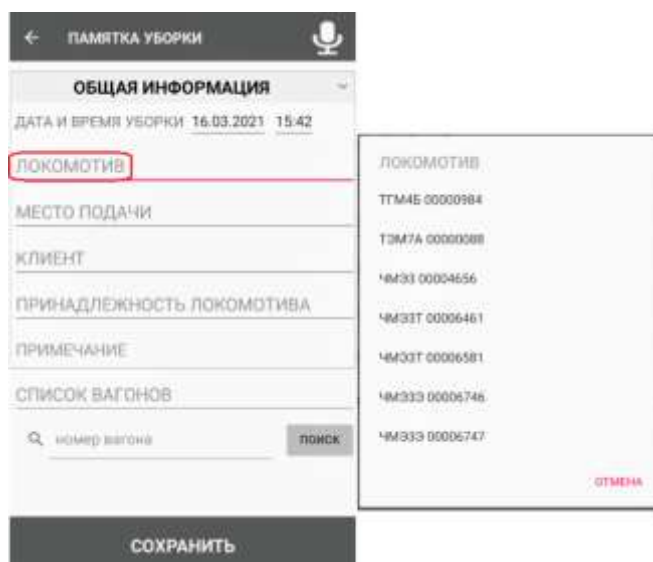 ПАМЯТКА УБОРКИ
ОБЩАЯ ИНФОРМАЦИЯ
ДАТА И ВРЕМЯ УБОРКИ 16.03.2021 15:42
ЛОКОМОТИВ
МЕСТО ПОДАЧИ
КЛИЕНТ
ПРИНАДЛЕЖНОСТЬ ЛОКОМОТИВА
ПРИМЕЧАНИЕ
СПИСОК ВАГОНОВ
номер вагона ПОИСК
СОХРАНИТЬ
ЛОКОМОТИВ
ТГМ4Б 00000984
ТЭМ7А 00000088
ЧМЭ3 00004656
ЧМЭ3Т 00006461
ЧМЭ3Т 00006581
ЧМЭ3Э 00006746
ЧМЭ3Э 00006747
ОТМЕНА